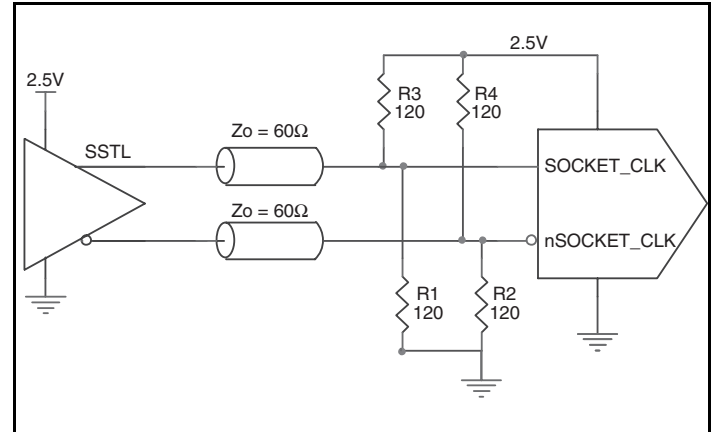 2.5V
2.5V
R3
120
R4
120
Zo = 60Ω
SSTL
SOCKET_CLK
Zo = 60Ω
nSOCKET_CLK
R1
120
R2
120